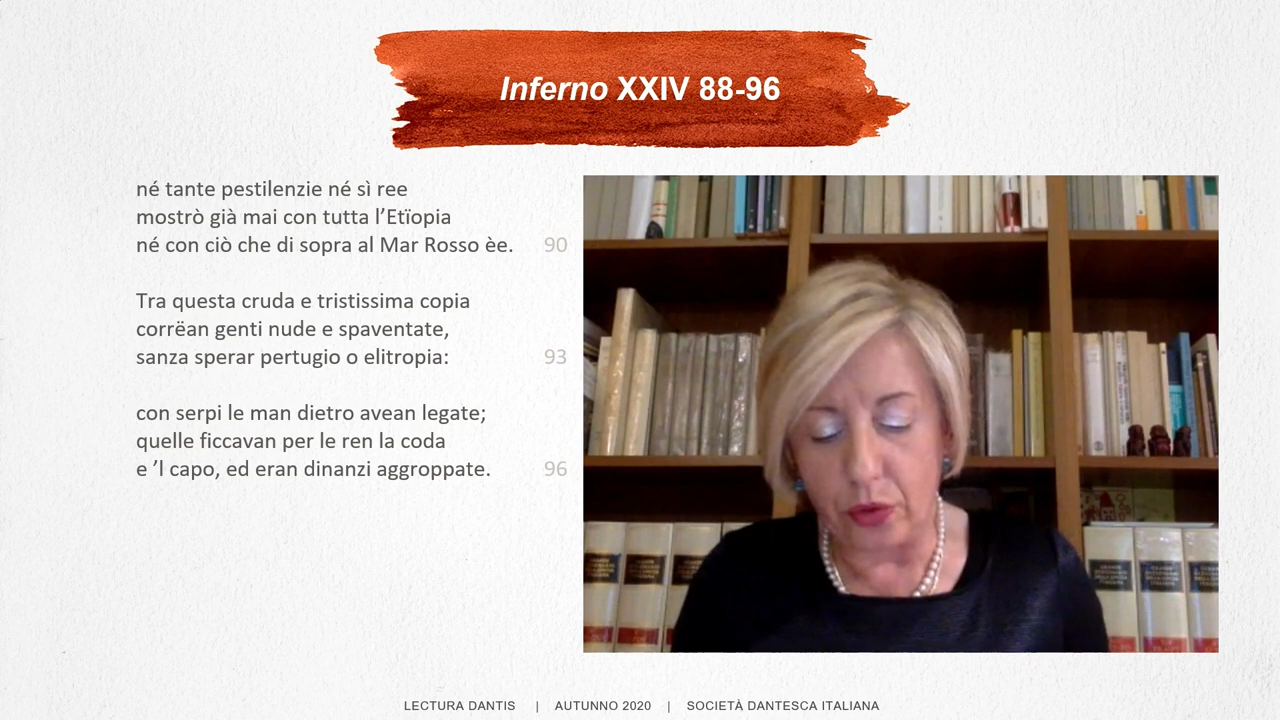 Inferno XXIV 88-96
né tante pestilenzie né sì ree
mostrò già mai con tutta l’Etïopia
né con ciò che di sopra al Mar Rosso èe. 90
Tra questa cruda e tristissima copia
corrëan genti nude e spaventate,
sanza sperar pertugio o elitropia: 93
con serpi le man dietro avean legate;
quelle ficcavan per le ren la coda
e ’l capo, ed eran dinanzi aggroppate. 96
LECTURA DANTIS | AUTUNNO 2020 | SOCIETÀ DANTESCA ITALIANA